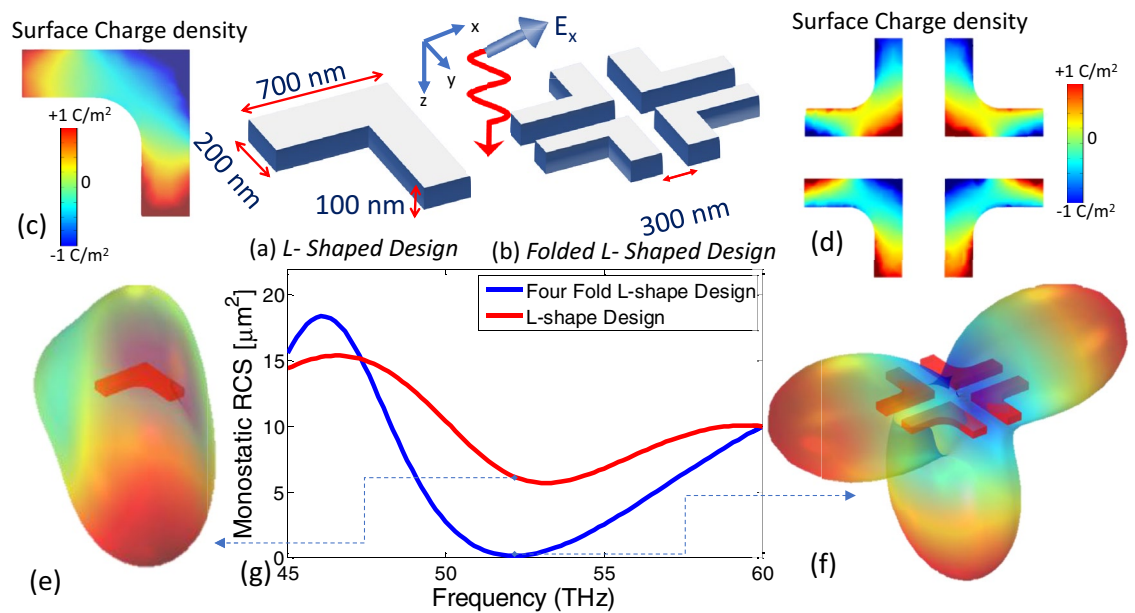 Surface Charge density
+1 C/m²
0
-1 C/m²
(c)
700 nm
200 nm
100 nm
x
y
z
Eₓ
300 nm
(a) L- Shaped Design
(b) Folded L- Shaped Design
Surface Charge density
+1 C/m²
0
-1 C/m²
(d)
(e)
Monostatic RCS [μm²]
20
15
10
5
0
45
50
55
60
Frequency (THz)
Four Fold L-shape Design
L-shape Design
(g)
(f)